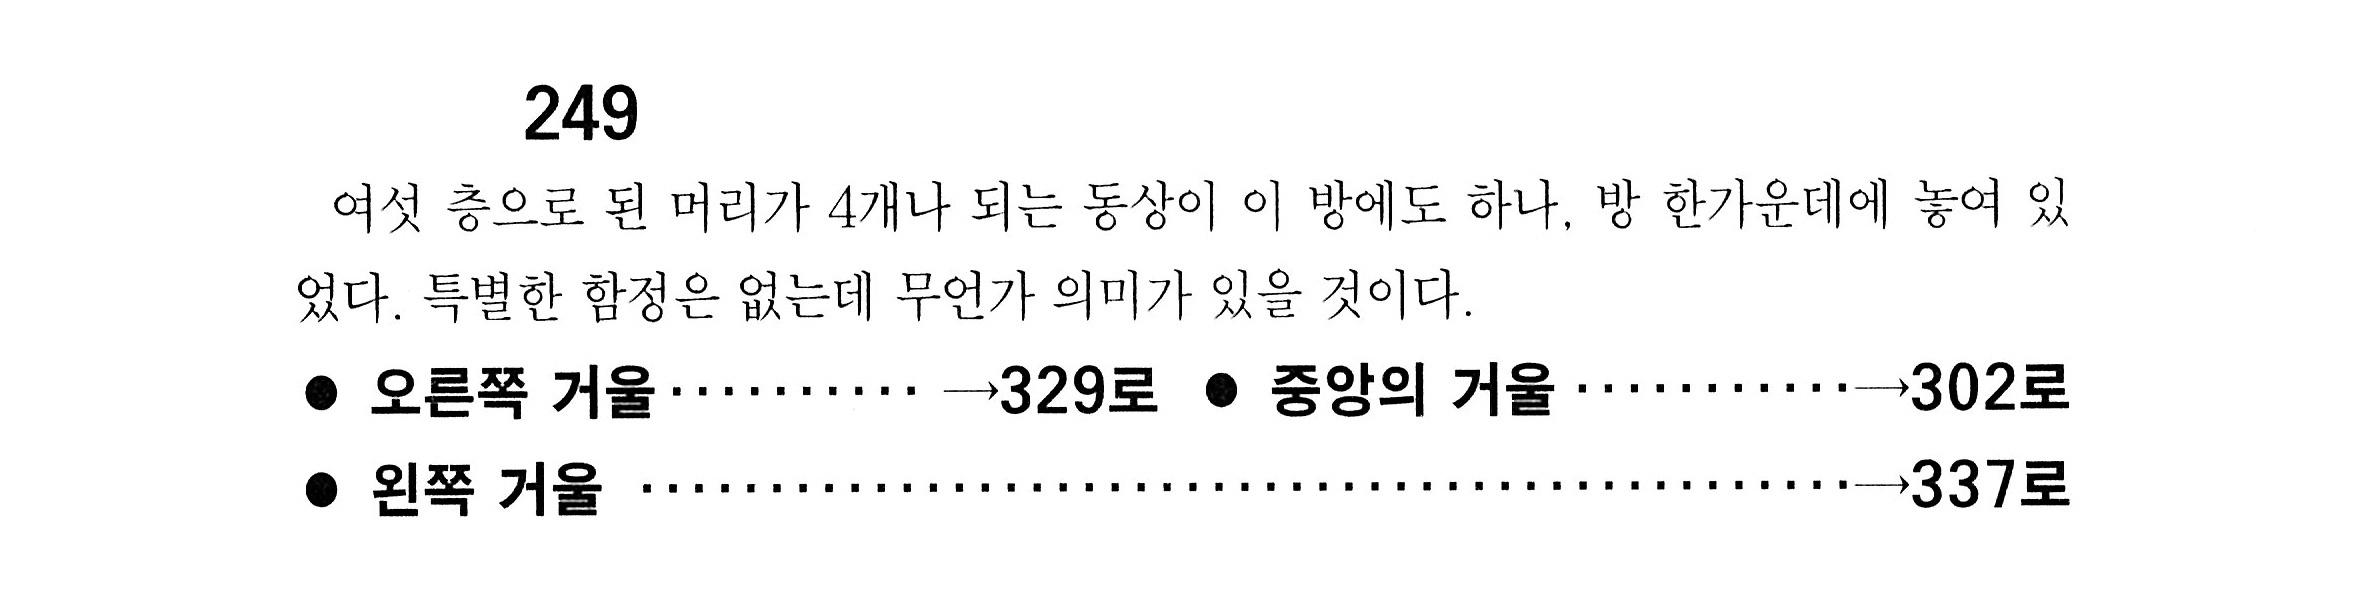 249
여섯 층으로 된 머리가 4개나 되는 동상이 이 방에도 하나, 방 한가운데에 놓여 있
었다. 특별한 함정은 없는데 무언가 의미가 있을 것이다.
● 오른쪽 거울·········· →329로 ● 중앙의 거울 ···········→302로
● 왼쪽 거울 ···············································→337로